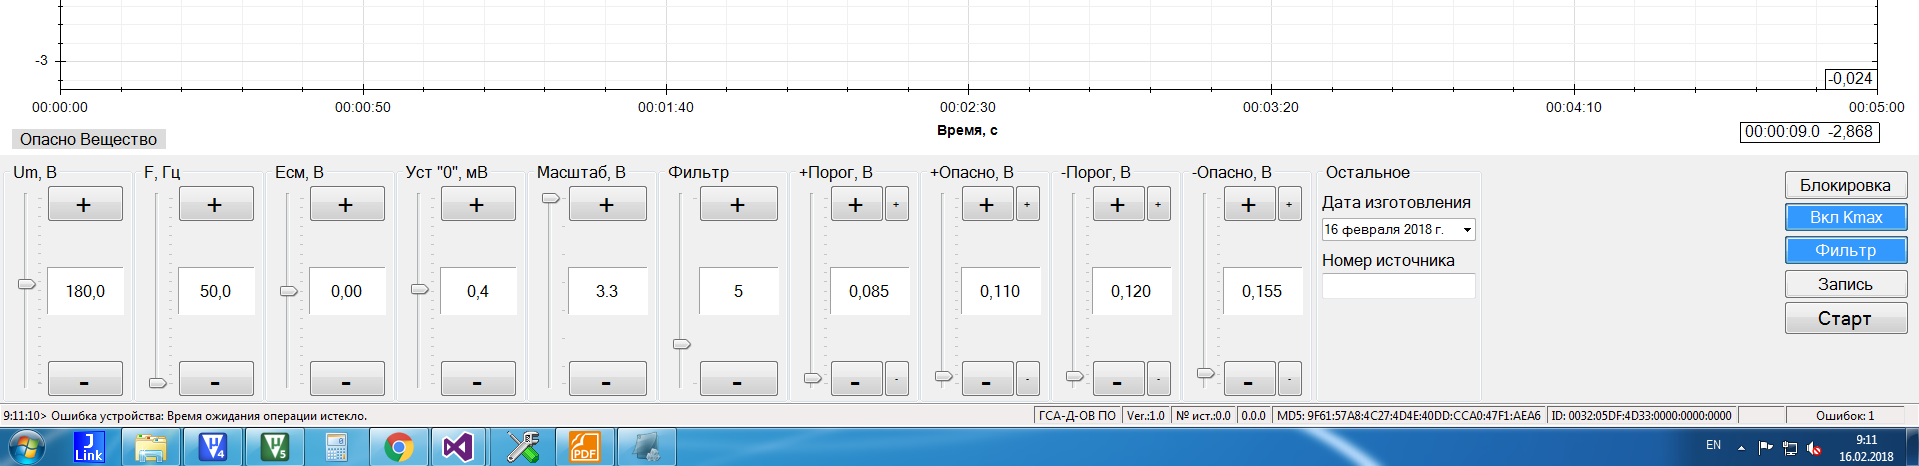 -3
-0,024
00:00:00 00:00:50 00:01:40 00:02:30 00:03:20 00:04:10 00:05:00
Время, с
00:00:09.0 -2,868
Опасно Вещество
Um, В F, Гц Есм, В Уст "0", мВ Масштаб, В Фильтр +Порог, В +Опасно, В -Порог, В -Опасно, В Остальное
+ + + + + + + + + + + + + +
180,0 50,0 0,00 0,4 3.3 5 0,085 0,110 0,120 0,155
- - - - - - - - - - - - - -
Дата изготовления
16 февраля 2018 г.
Номер источника
Блокировка
Вкл Kmax
Фильтр
Запись
Старт
9:11:10> Ошибка устройства: Время ожидания операции истекло. ГСА-Д-ОВ ПО Ver.:1.0 № ист.:0.0 0.0.0 MD5: 9F61:57A8:4C27:4D4E:40DD:CCA0:47F1:AEA6 ID: 0032:05DF:4D33:0000:0000:0000 Ошибок: 1
J
Link
µV
4
µV
5
PDF
EN
9:11
16.02.2018